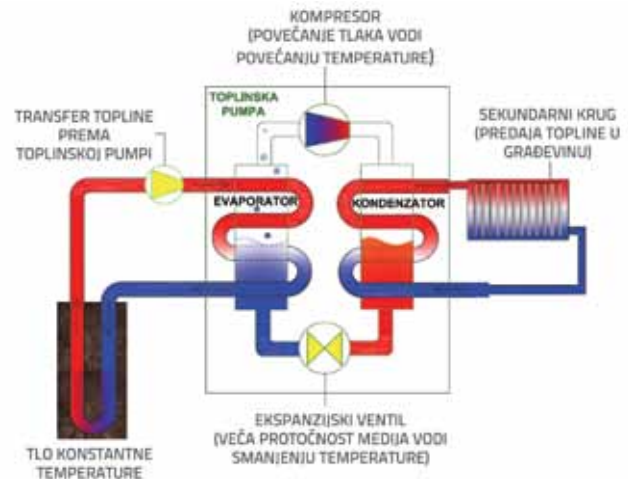 KOMPRESOR
(POVEĆANJE TLAKA VODI
POVEĆANJU TEMPERATURE)
TOPLINSKA
PUMPA
TRANSFER TOPLINE
PREMA
TOPLINSKOJ PUMPI
SEKUNDARNI KRUG
(PREDAJA TOPLINE U
GRAĐEVINU)
EVAPORATOR
KONDENZATOR
EKSPANZIJSKI VENTIL
(VEČA PROTOČNOST MEDIJA VODI
SMANJENJU TEMPERATURE)
TLO KONSTANTNE
TEMPERATURE